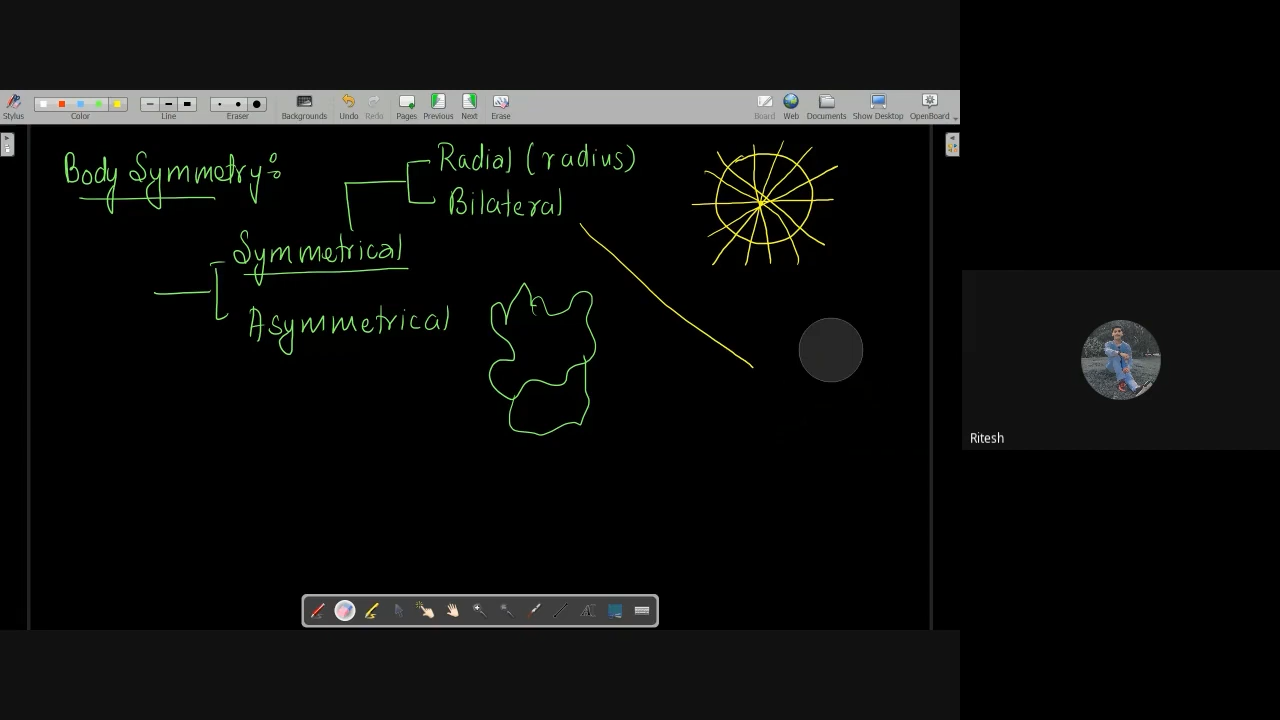 Stylus
Color
Line
Eraser
Backgrounds
Undo
Redo
Pages
Previous
Next
Erase
Board
Web
Documents
Show Desktop
OpenBoard
Body Symmetry:
Radial (radius)
Bilateral
Symmetrical
Asymmetrical
Ritesh